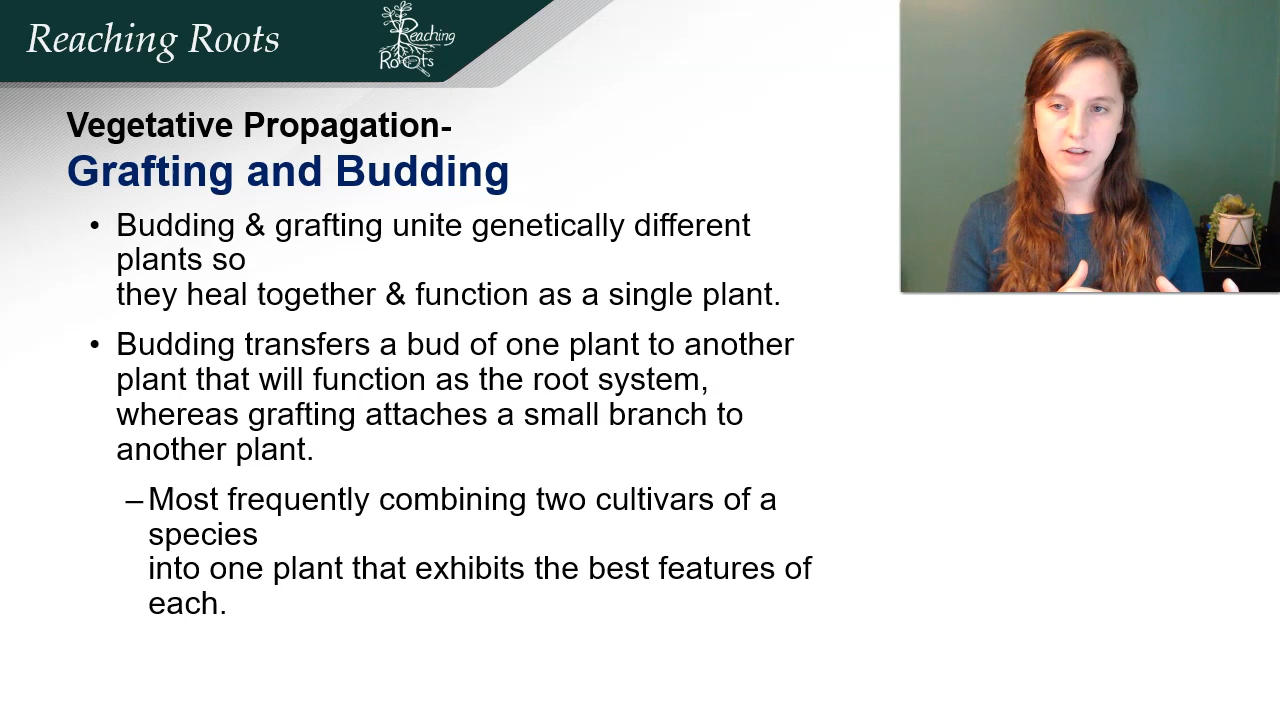 Reaching Roots
Reaching
Roots
Vegetative Propagation-
Grafting and Budding
• Budding & grafting unite genetically different
plants so
they heal together & function as a single plant.
• Budding transfers a bud of one plant to another
plant that will function as the root system,
whereas grafting attaches a small branch to
another plant.
– Most frequently combining two cultivars of a
species
into one plant that exhibits the best features of
each.